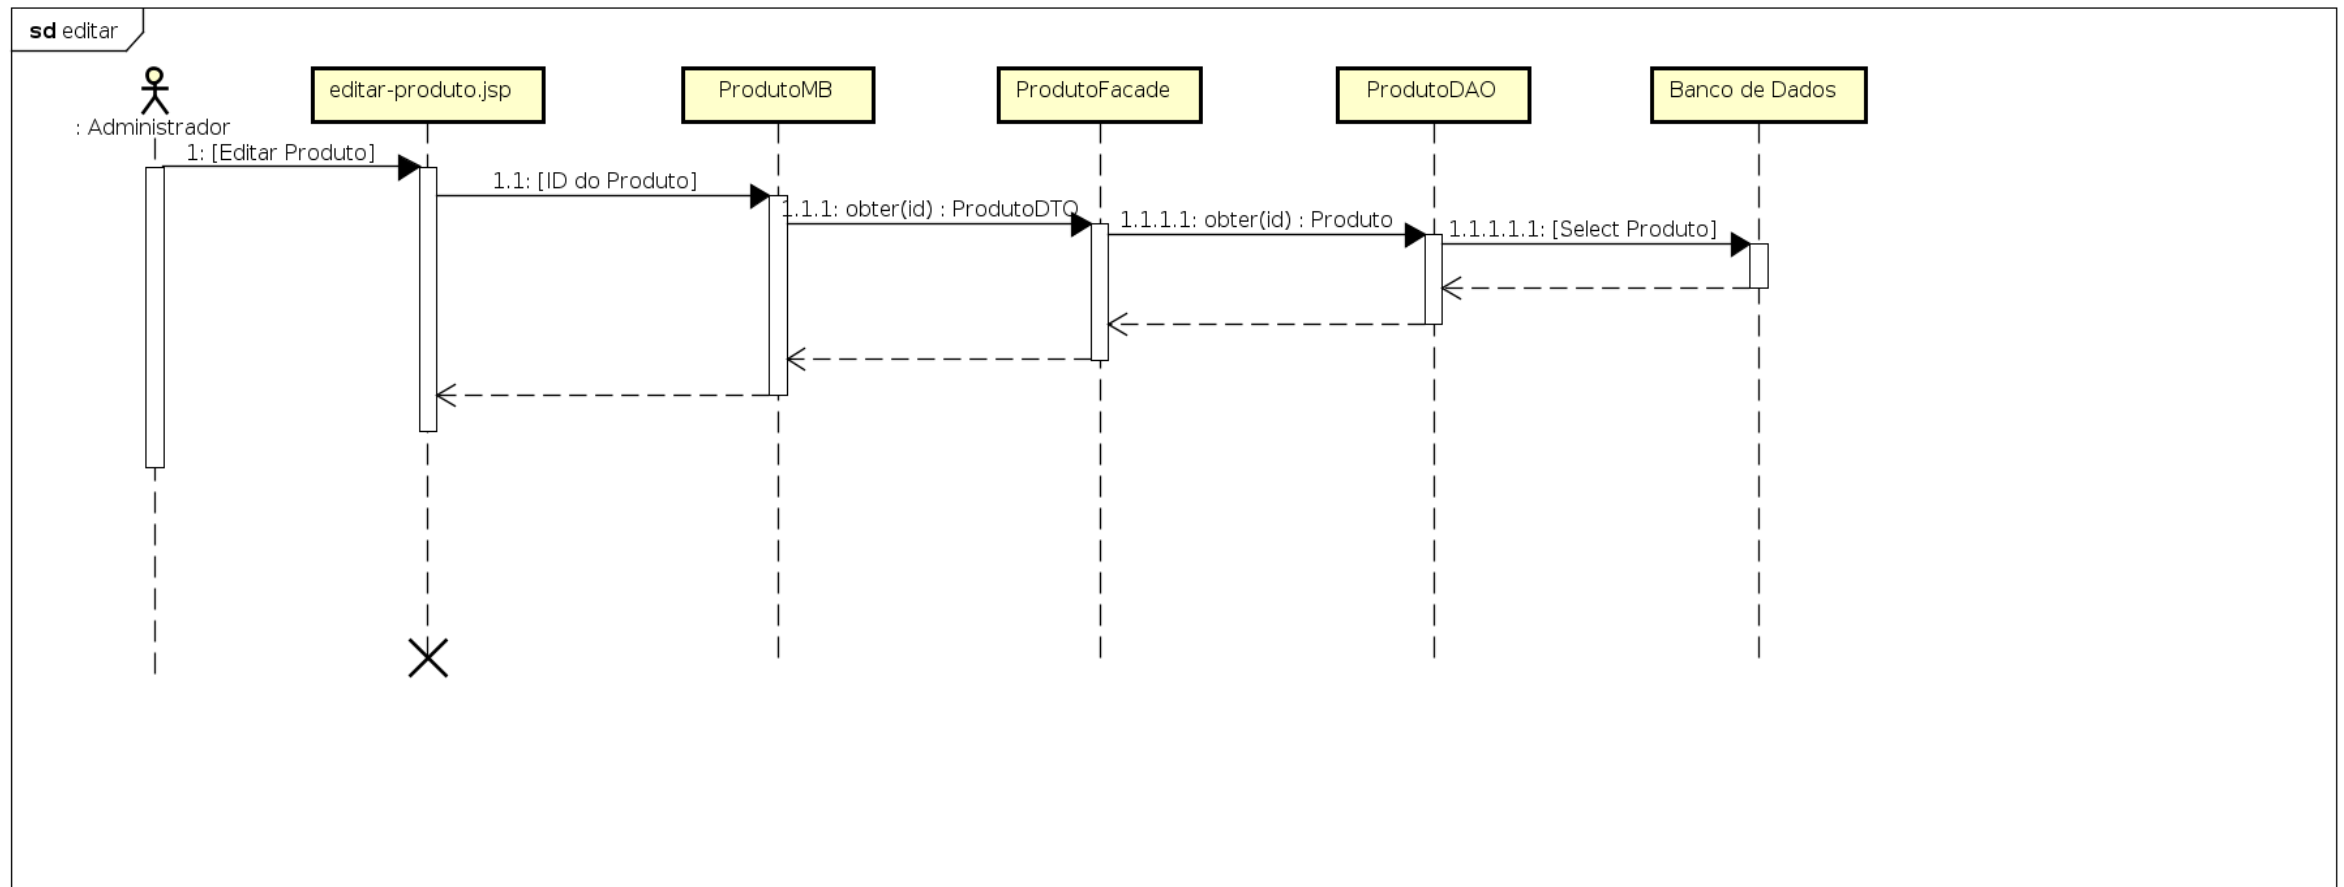 sd editar
: Administrador
editar-produto.jsp
ProdutoMB
ProdutoFacade
ProdutoDAO
Banco de Dados
1: [Editar Produto]
1.1: [ID do Produto]
1.1.1: obter(id) : ProdutoDTO
1.1.1.1: obter(id) : Produto
1.1.1.1.1: [Select Produto]